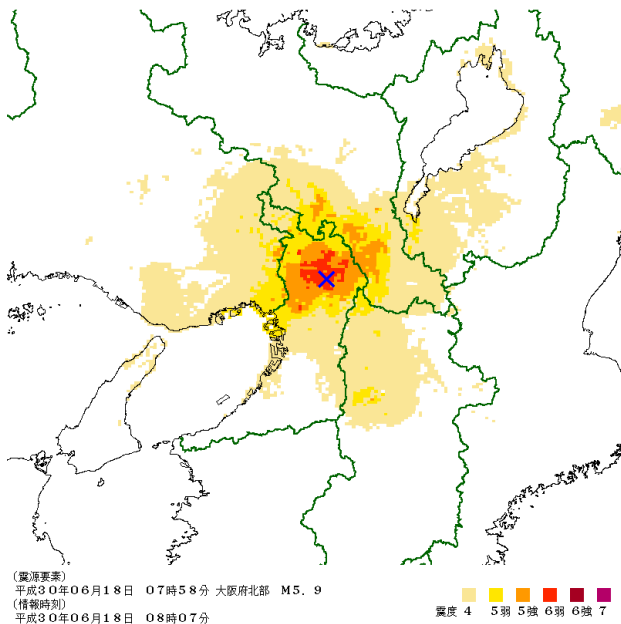 (震源要素)
平成30年06月18日 07時58分 大阪府北部 M5.9
(情報時刻)
平成30年06月18日 08時07分
震度 4 5弱 5強 6弱 6強 7